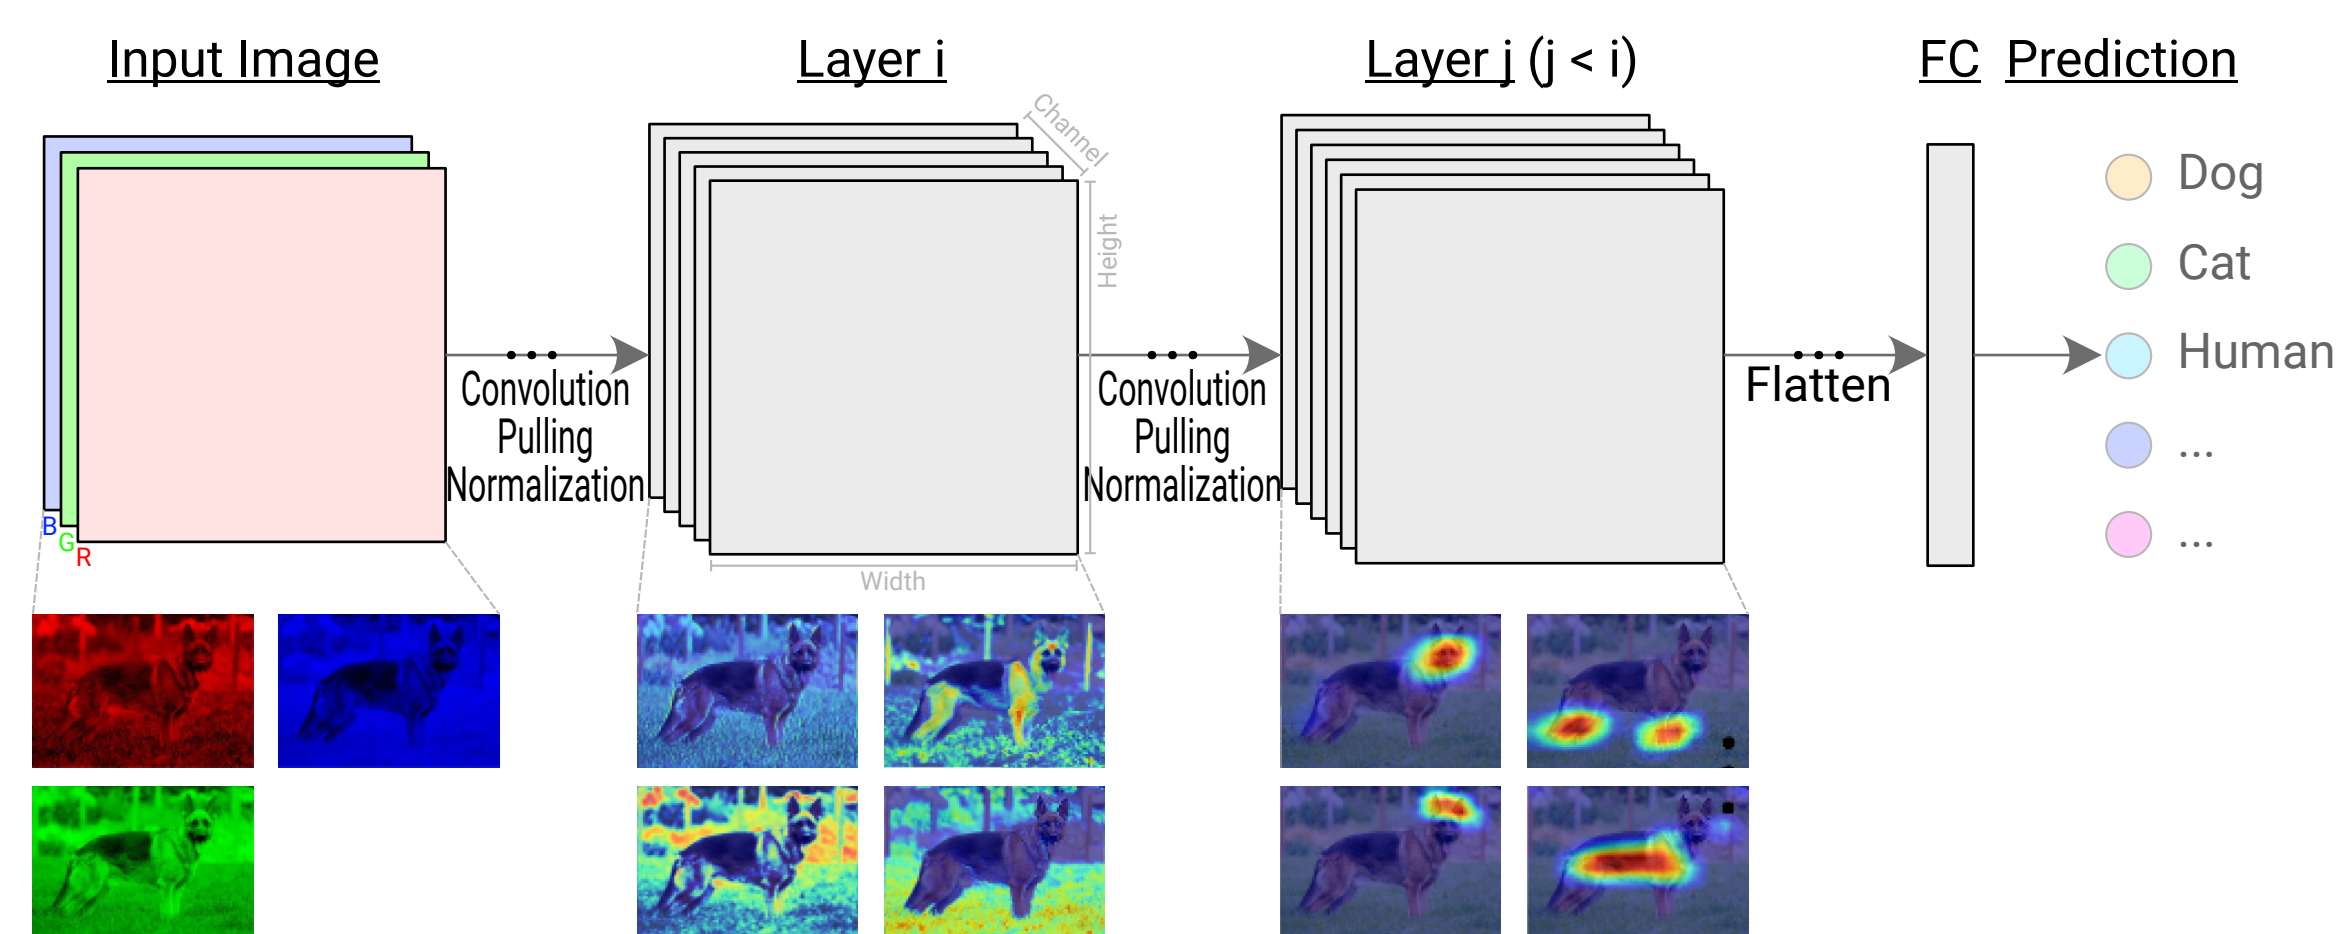 Input Image
Layer i
Layer j (j < i)
FC
Prediction
Channel
Height
Width
B
G
R
Convolution
Pulling
Normalization
Convolution
Pulling
Normalization
Flatten
Dog
Cat
Human
...
...